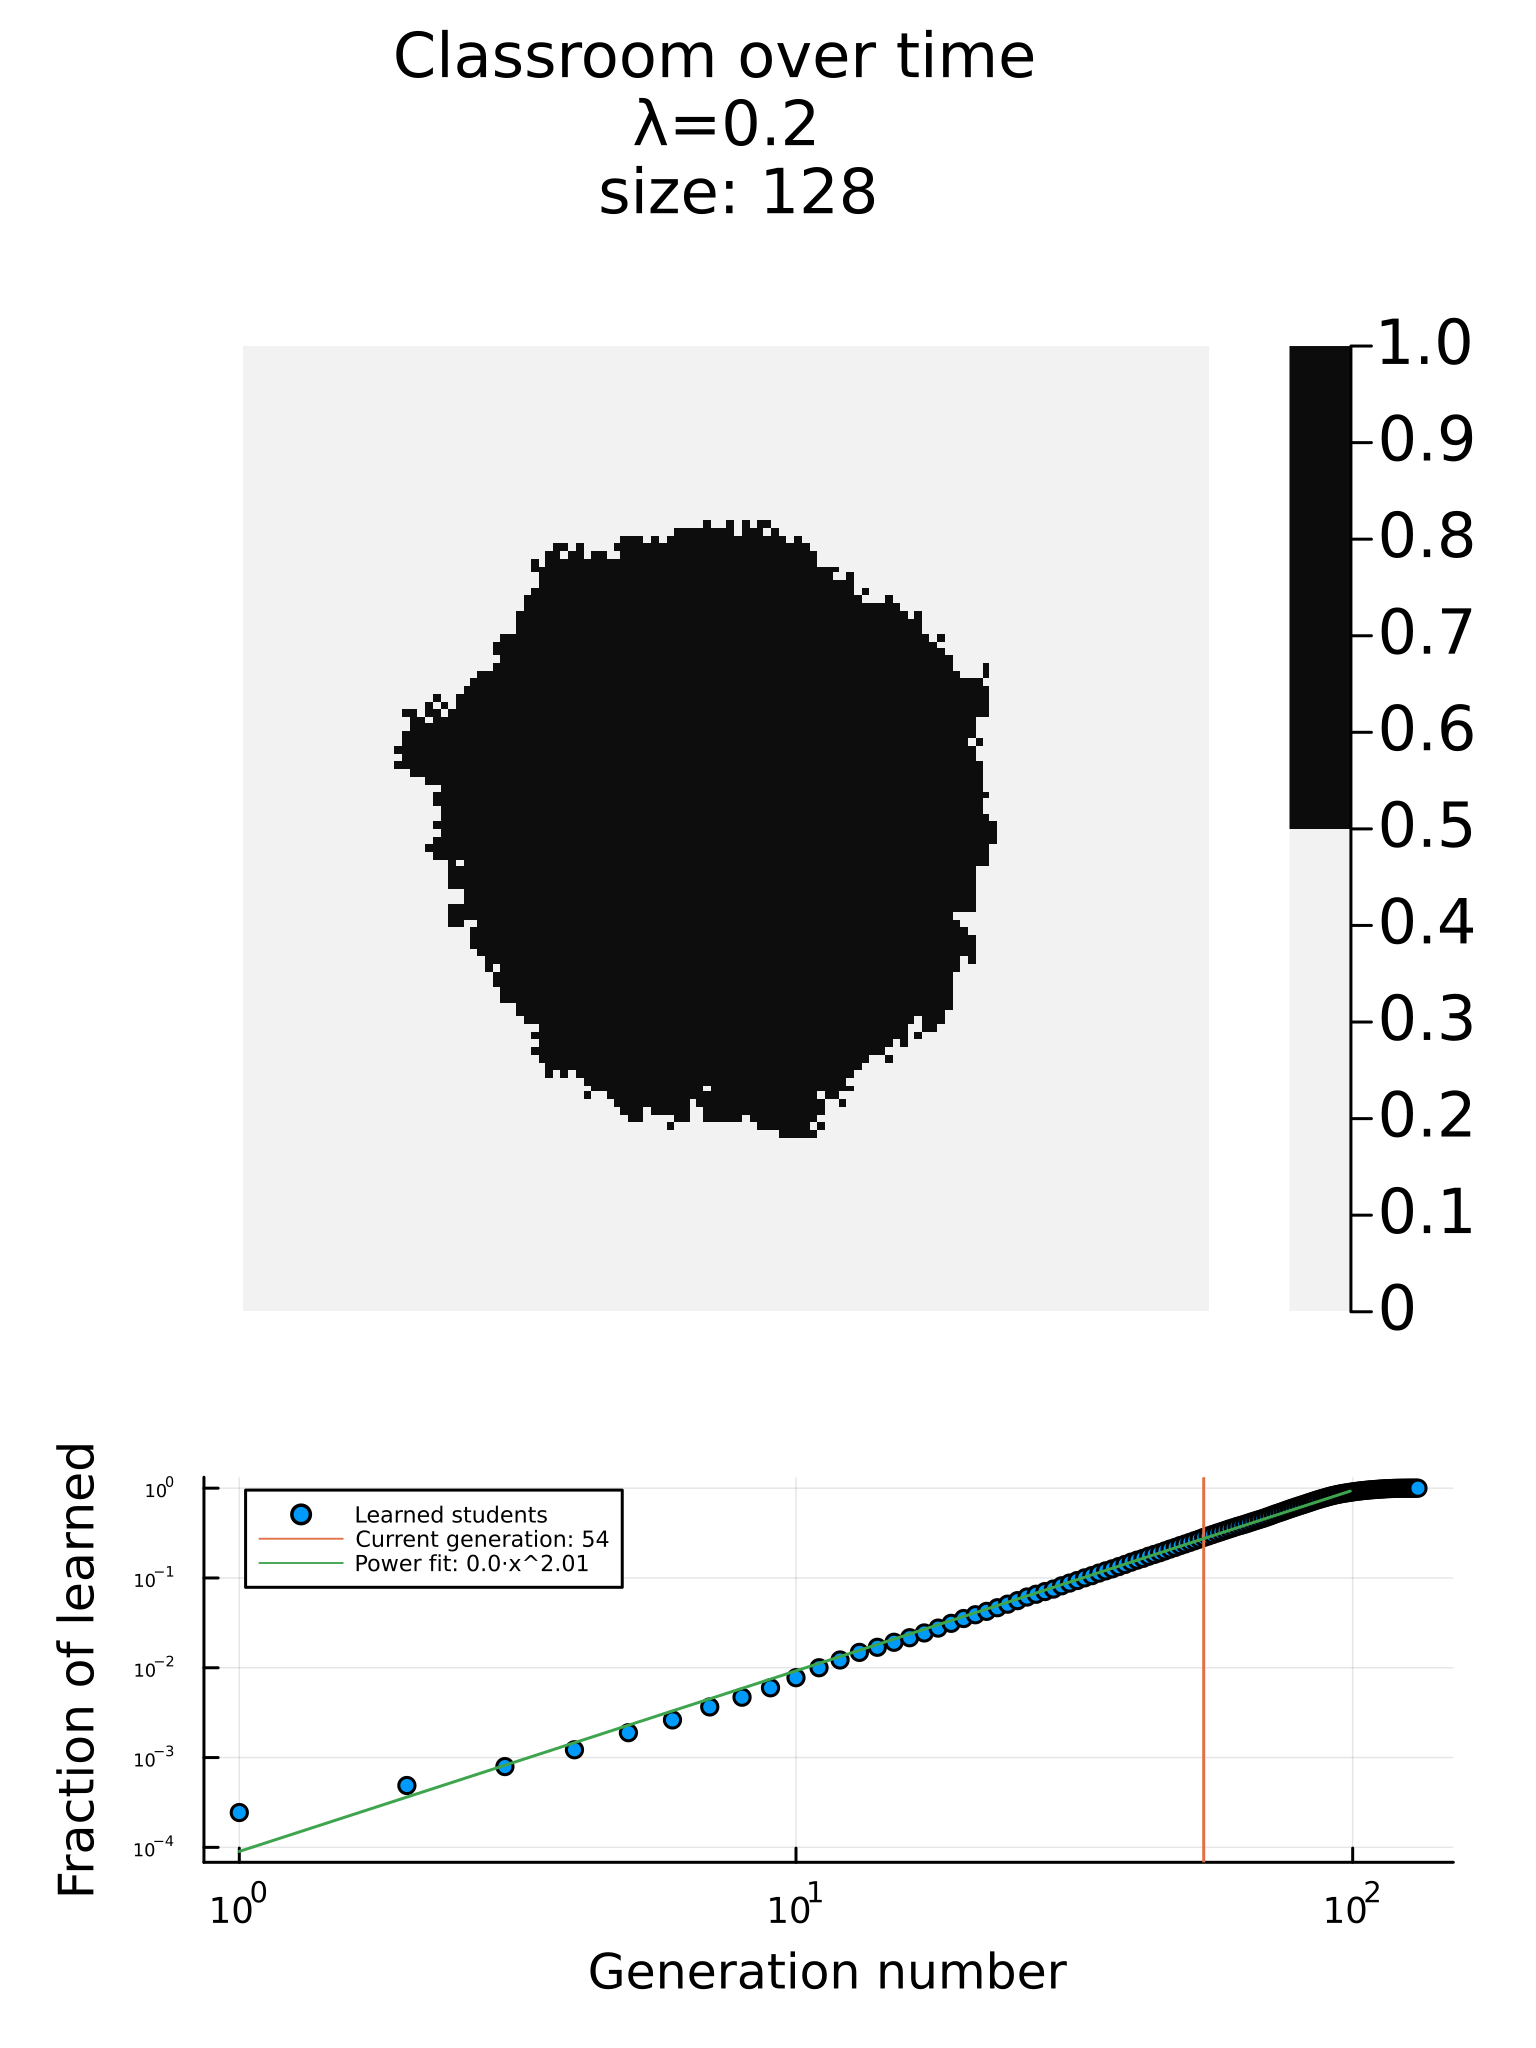 Classroom over time
λ=0.2
size: 128
1.0
0.9
0.8
0.7
0.6
0.5
0.4
0.3
0.2
0.1
0
Fraction of learned
10^0
10^-1
10^-2
10^-3
10^-4
Learned students
Current generation: 54
Power fit: 0.0·x^2.01
10^0 10^1 10^2
Generation number